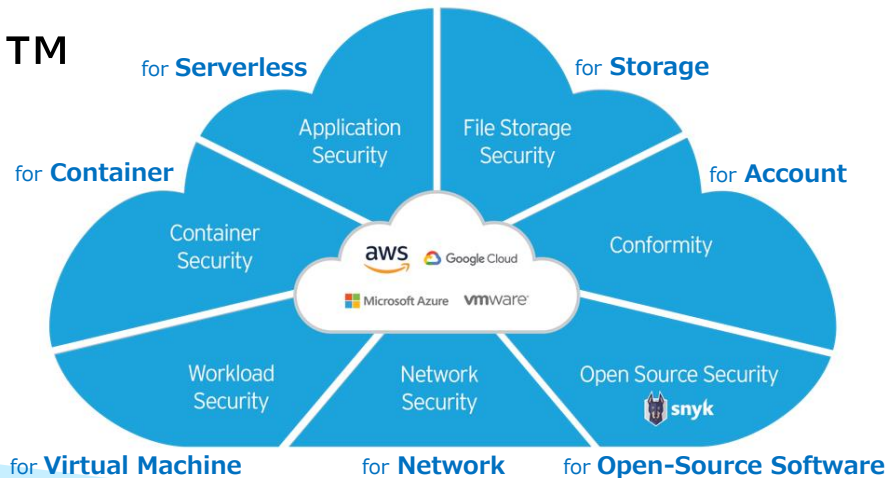 TM
for Serverless
for Storage
Application
Security
File Storage
Security
for Container
for Account
Container
Security
aws
Google Cloud
Conformity
Microsoft Azure
vmware
Workload
Security
Network
Security
Open Source Security
snyk
for Virtual Machine
for Network
for Open-Source Software